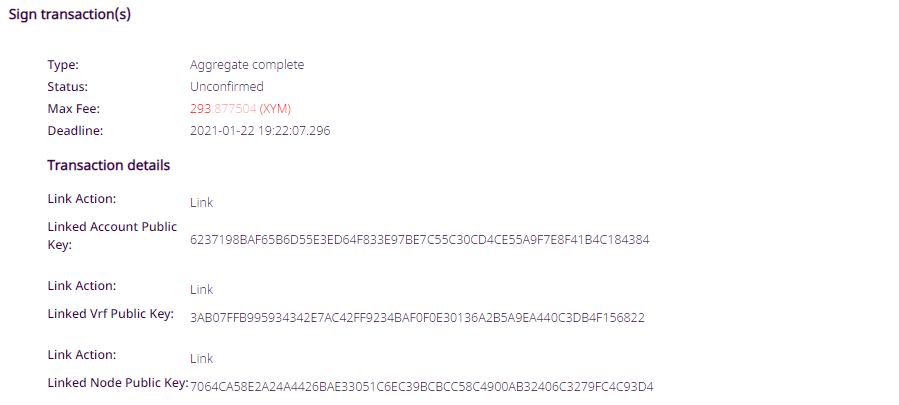 Sign transaction(s)
Type: Aggregate complete
Status: Unconfirmed
Max Fee: 293.877504 (XYM)
Deadline: 2021-01-22 19:22:07.296
Transaction details
Link Action: Link
Linked Account Public
Key: 6237198BAF65B6D55E3ED64F833E97BE7C55C30CD4CE55A9F7E8F41B4C184384
Link Action: Link
Linked Vrf Public Key: 3AB07FFB995934342E7AC42FF9234BAF0F0E30136A2B5A9EA440C3DB4F156822
Link Action: Link
Linked Node Public Key: 7064CA58E2A24A4426BAE33051C6EC39BCBCC58C4900AB32406C3279FC4C93D4